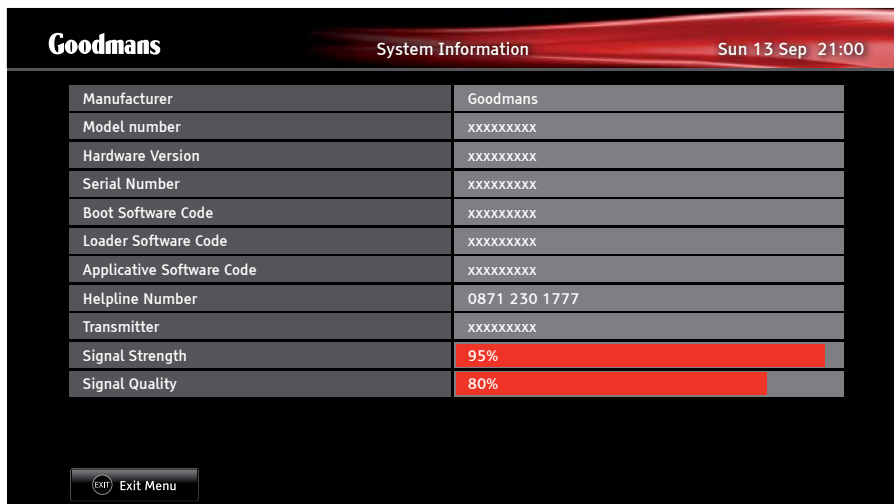 Goodmans
System Information
Sun 13 Sep 21:00
Manufacturer Goodmans
Model number xxxxxxxxx
Hardware Version xxxxxxxxx
Serial Number xxxxxxxxx
Boot Software Code xxxxxxxxx
Loader Software Code xxxxxxxxx
Applicative Software Code xxxxxxxxx
Helpline Number 0871 230 1777
Transmitter xxxxxxxxx
Signal Strength 95%
Signal Quality 80%
EXIT Exit Menu